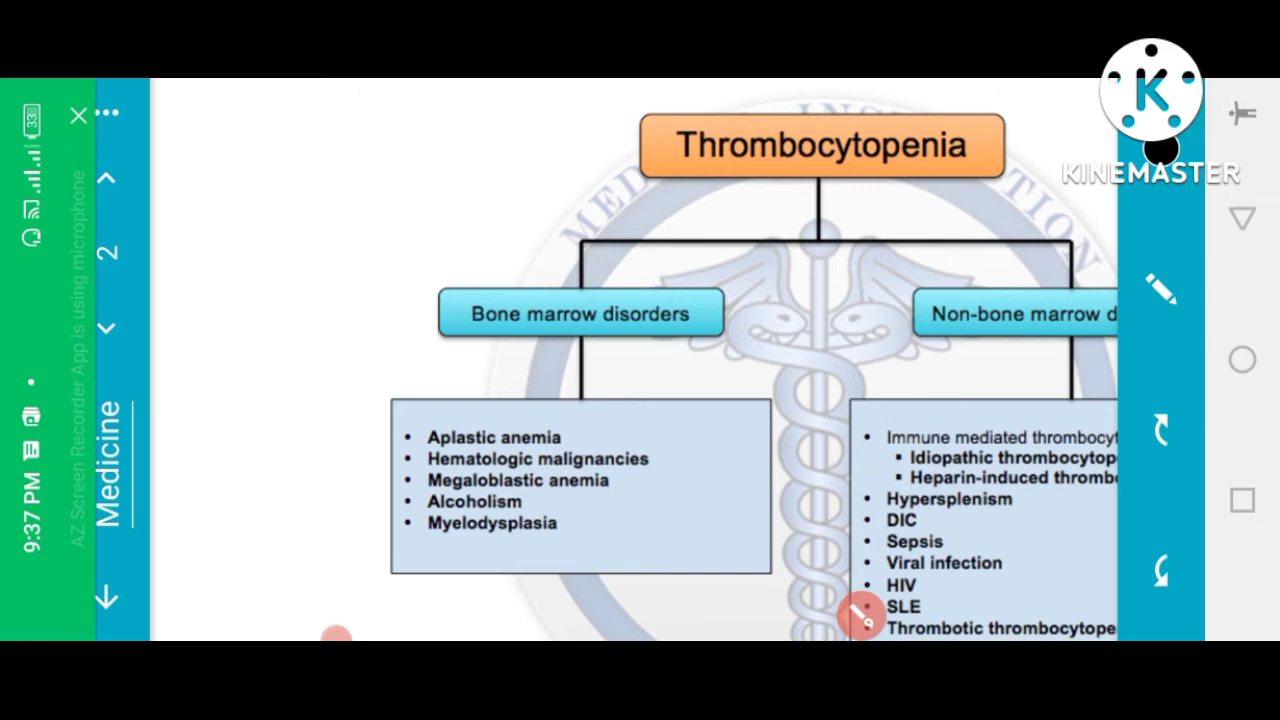 33
AZ Screen Recorder App is using microphone
9:37 PM
2
Medicine
Thrombocytopenia
Bone marrow disorders
Non-bone marrow d
• Aplastic anemia
• Hematologic malignancies
• Megaloblastic anemia
• Alcoholism
• Myelodysplasia
• Immune mediated thrombocyt
▪ Idiopathic thrombocytope
▪ Heparin-induced thrombo
• Hypersplenism
• DIC
• Sepsis
• Viral infection
• HIV
• SLE
• Thrombotic thrombocytope
K
KINEMASTER